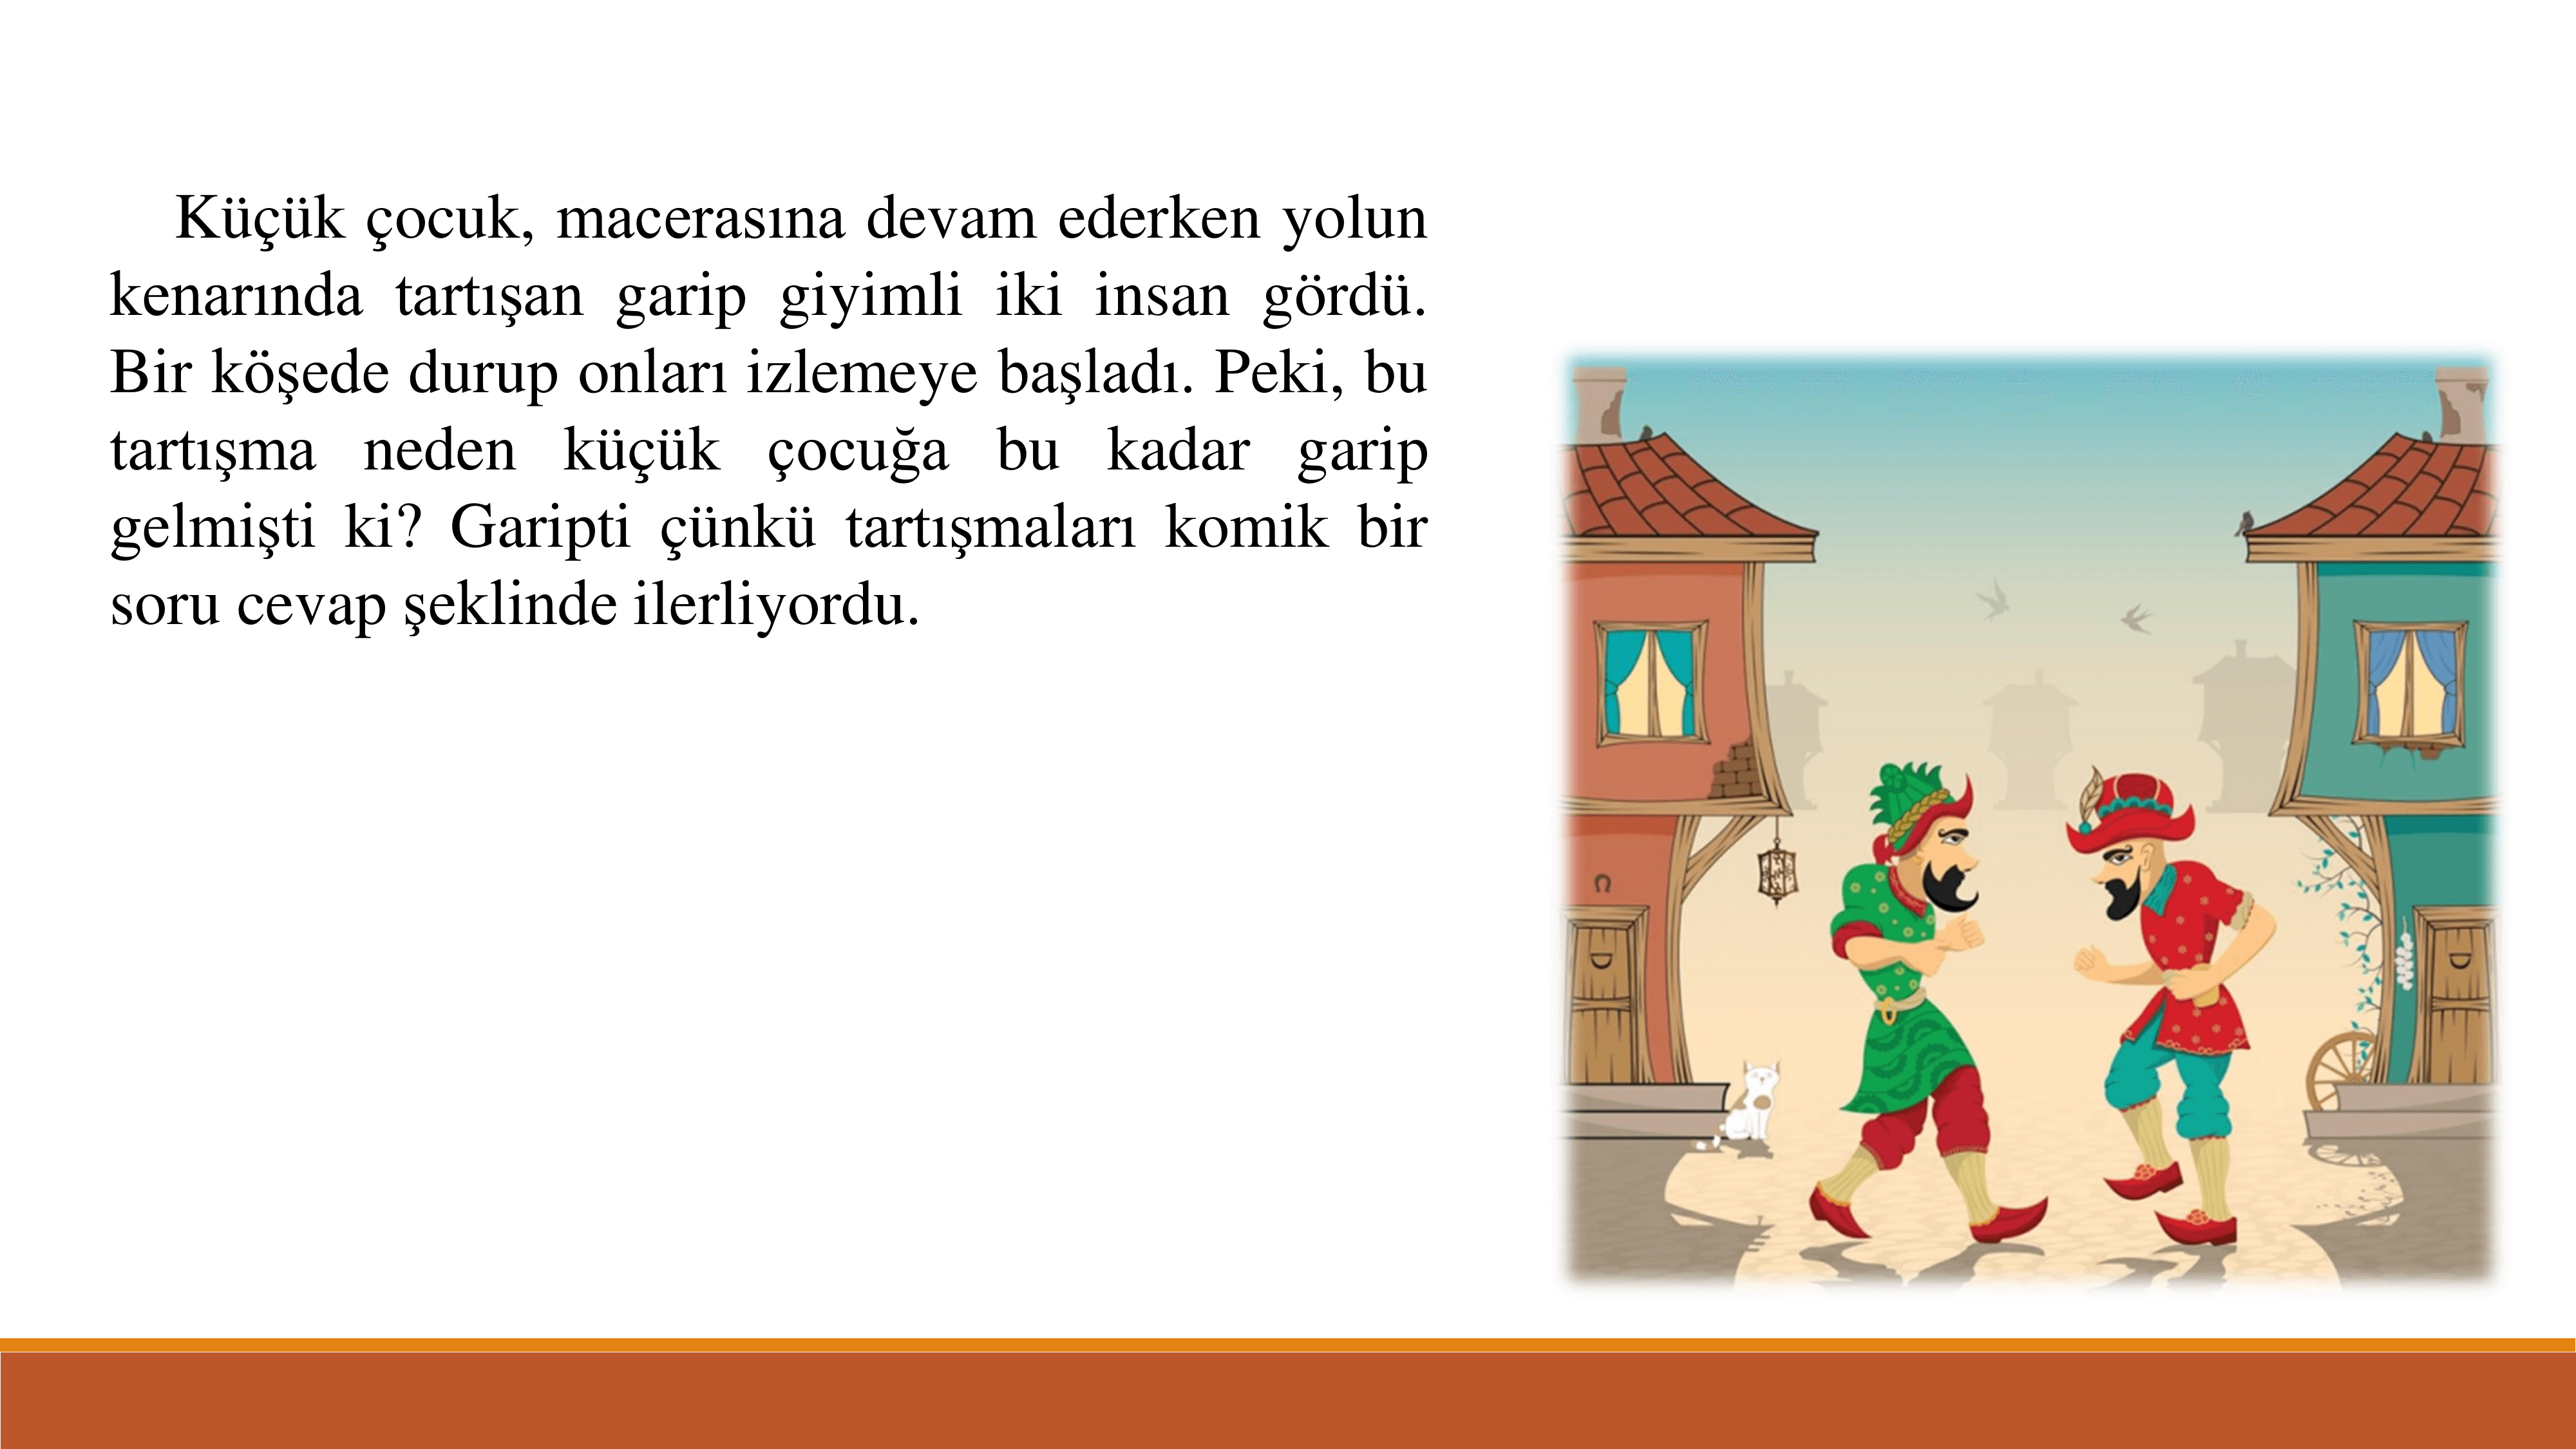 Küçük çocuk, macerasına devam ederken yolun
kenarında tartışan garip giyimli iki insan gördü.
Bir köşede durup onları izlemeye başladı. Peki, bu
tartışma neden küçük çocuğa bu kadar garip
gelmişti ki? Garipti çünkü tartışmaları komik bir
soru cevap şeklinde ilerliyordu.